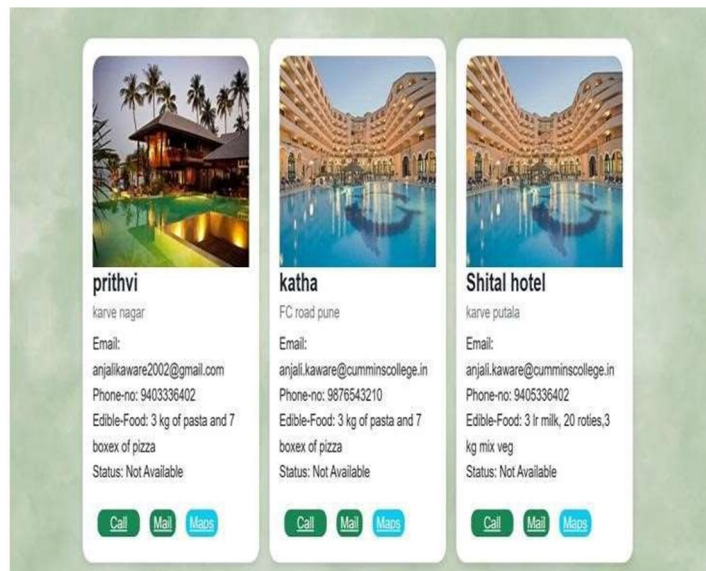 prithvi
karve nagar
Email:
anjalikaware2002@gmail.com
Phone-no: 9403336402
Edible-Food: 3 kg of pasta and 7
boxex of pizza
Status: Not Available
Call Mail Maps
katha
FC road pune
Email:
anjali.kaware@cumminscollege.in
Phone-no: 9876543210
Edible-Food: 3 kg of pasta and 7
boxex of pizza
Status: Not Available
Call Mail Maps
Shital hotel
karve putala
Email:
anjali.kaware@cumminscollege.in
Phone-no: 9405336402
Edible-Food: 3 lr milk, 20 roties,3
kg mix veg
Status: Not Available
Call Mail Maps